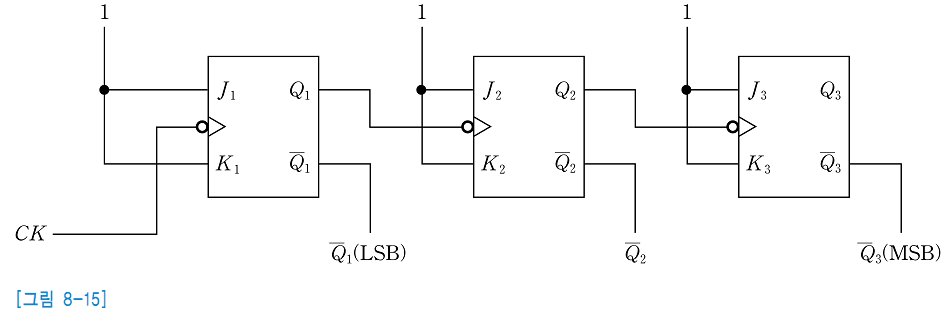 1 1 1
J₁ Q₁ J₂ Q₂ J₃ Q₃
K₁ Q̅₁ K₂ Q̅₂ K₃ Q̅₃
CK
Q̅₁(LSB) Q̅₂ Q̅₃(MSB)
[그림 8-15]